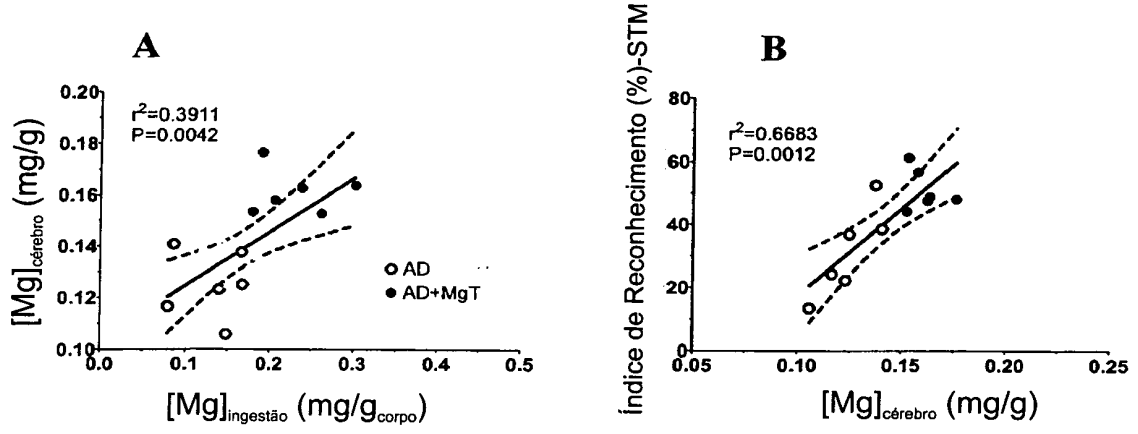 A
r²=0.3911
P=0.0042
[Mg]cérebro (mg/g)
0.20
0.18
0.16
0.14
0.12
0.10
AD
AD+MgT
0.0 0.1 0.2 0.3 0.4 0.5
[Mg]ingestão (mg/gcorpo)
B
r²=0.6683
P=0.0012
Índice de Reconhecimento (%)-STM
80
60
40
20
0
0.05 0.10 0.15 0.20 0.25
[Mg]cérebro (mg/g)